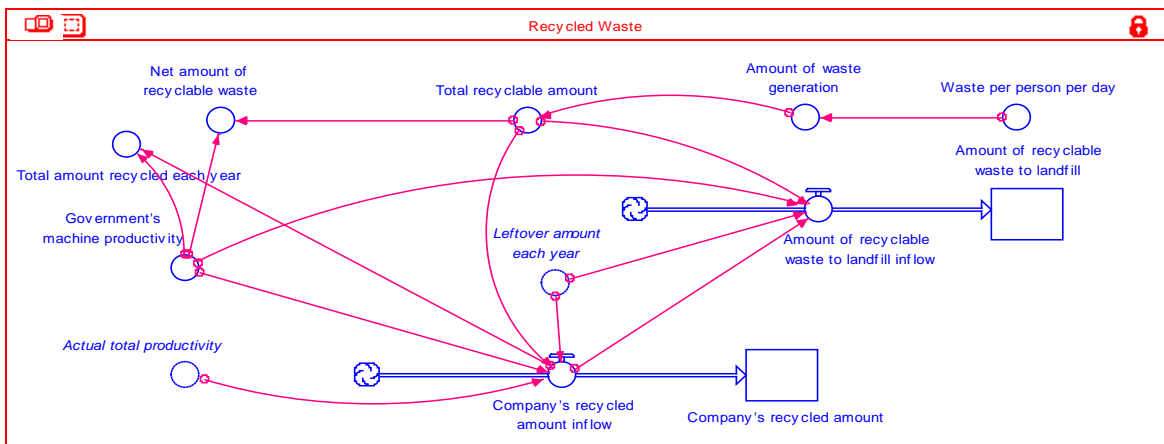 Recycled Waste
Net amount of
recyclable waste
Total recyclable amount
Amount of waste
generation
Waste per person per day
Total amount recycled each year
Amount of recyclable
waste to landfill
Government's
machine productivity
Leftover amount
each year
Amount of recyclable
waste to landfill inflow
Actual total productivity
Company's recycled
amount inflow
Company's recycled amount